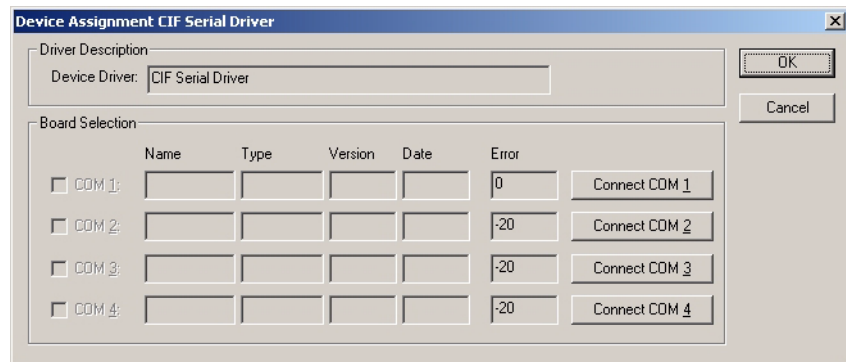 Device Assignment CIF Serial Driver
Driver Description
Device Driver: CIF Serial Driver
OK
Cancel
Board Selection
Name Type Version Date Error
COM 1: 0 Connect COM 1
COM 2: -20 Connect COM 2
COM 3: -20 Connect COM 3
COM 4: -20 Connect COM 4